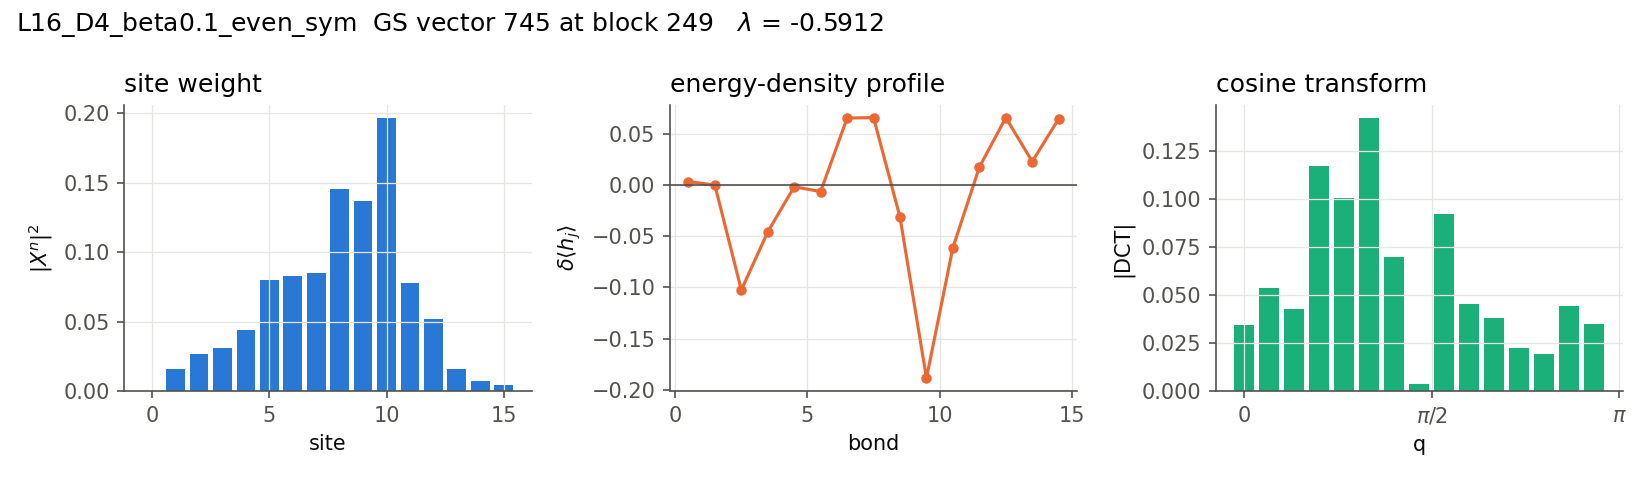 L16_D4_beta0.1_even_sym GS vector 745 at block 249 λ = -0.5912
site weight
energy-density profile
cosine transform
|Xⁿ|²
0.20
0.15
0.10
0.05
0.00
0
5
10
15
site
δ⟨hⱼ⟩
0.05
0.00
−0.05
−0.10
−0.15
−0.20
0
5
10
15
bond
|DCT|
0.125
0.100
0.075
0.050
0.025
0.000
0
π/2
π
q